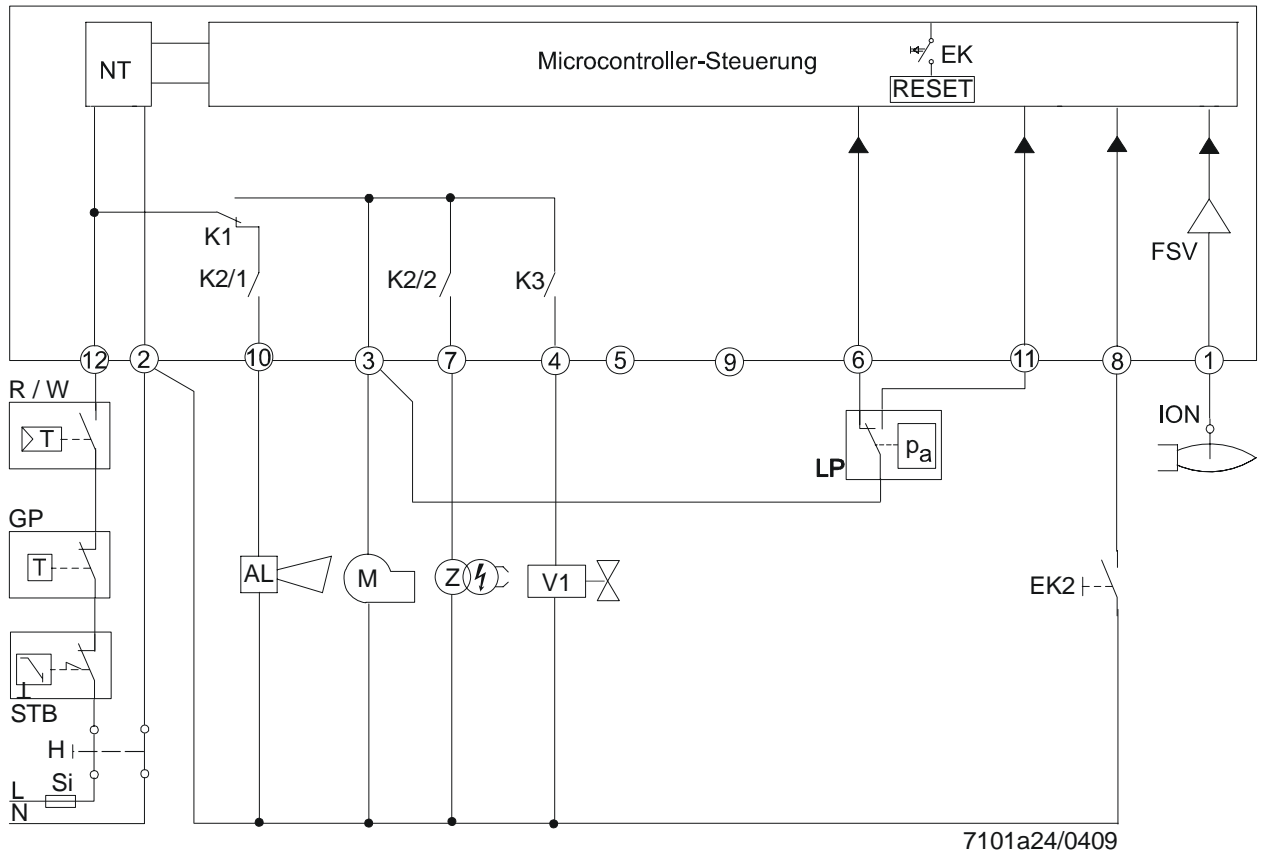 NT
Microcontroller-Steuerung
EK
RESET
FSV
K1
K2/1
K2/2
K3
12
2
10
3
7
4
5
9
6
11
8
1
R / W
T
LP
pa
ION
GP
T
AL
M
Z
V1
EK2
STB
H
Si
L
N
7101a24/0409